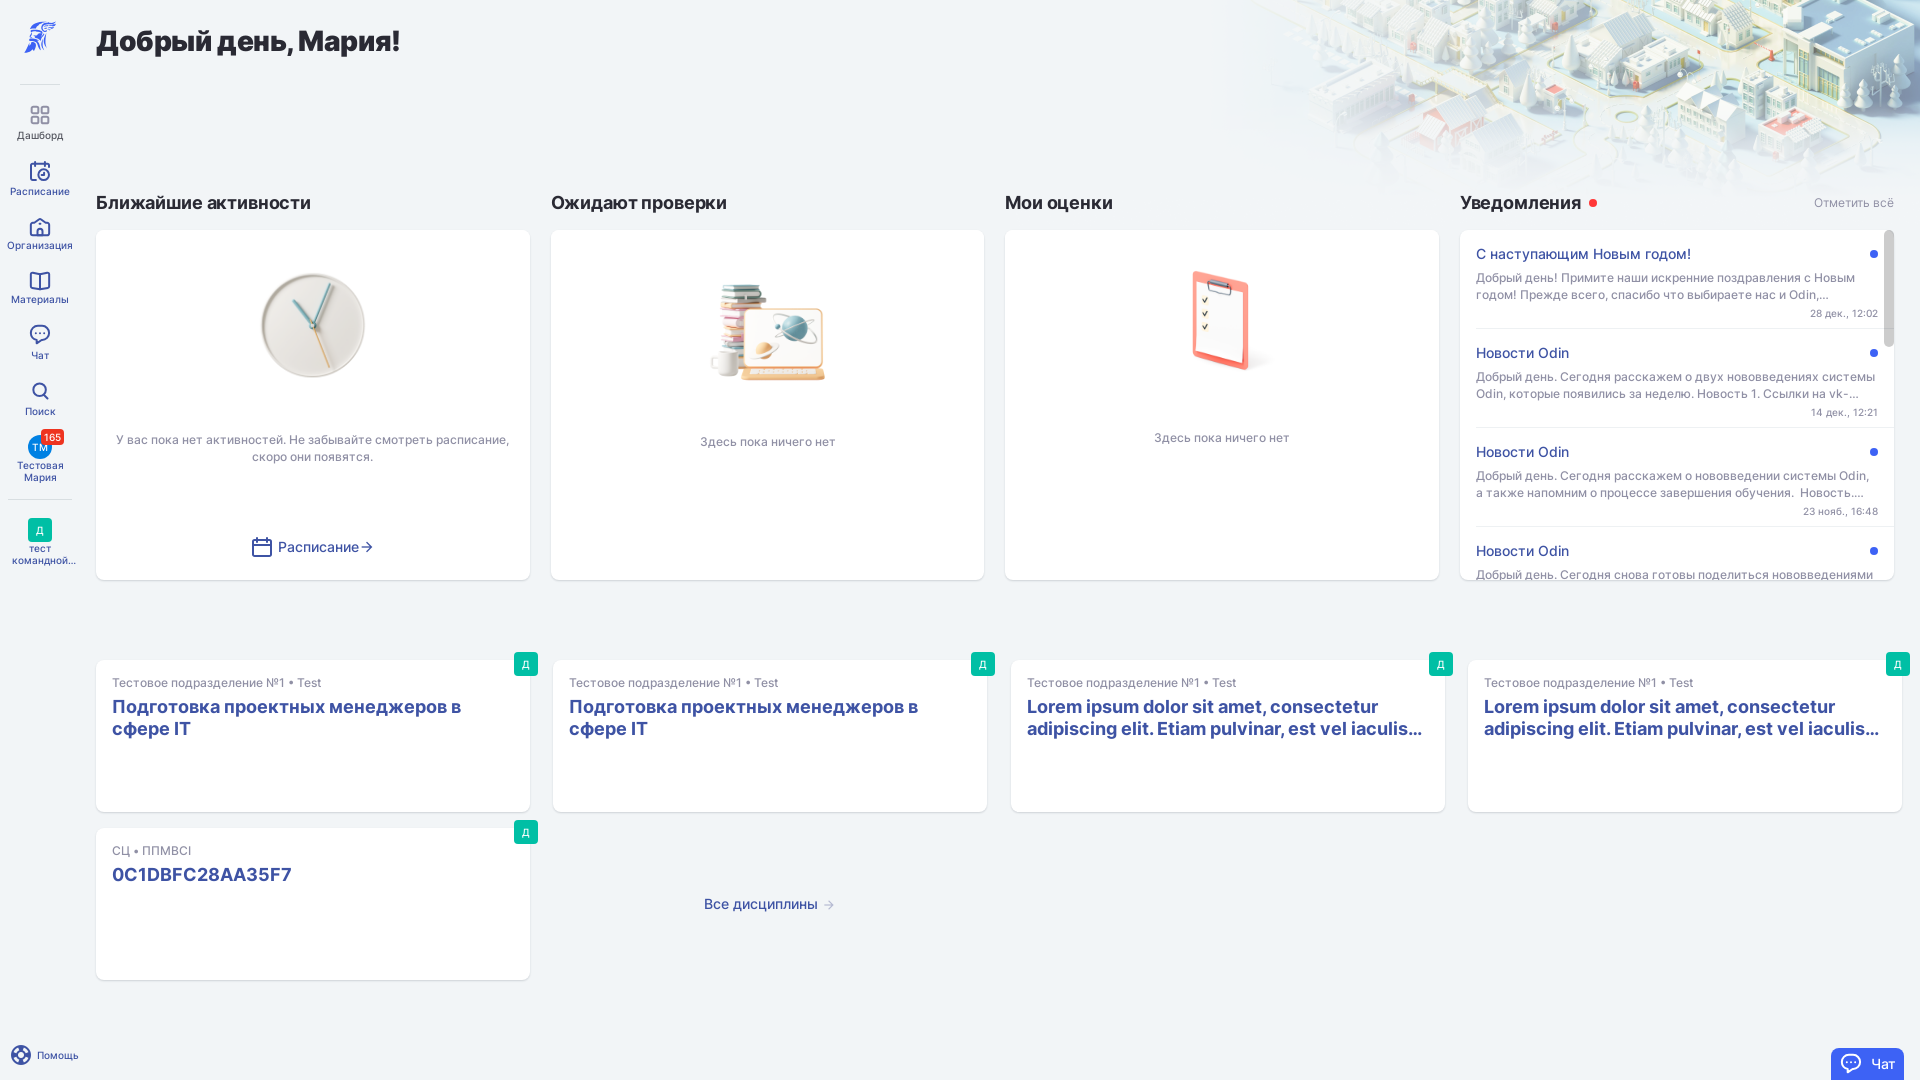 Добрый день, Мария!
Дашборд
Расписание
Организация
Материалы
Чат
Поиск
165
ТМ
Тестовая
Мария
Д
тест
командной...
Помощь
Ближайшие активности
У вас пока нет активностей. Не забывайте смотреть расписание,
скоро они появятся.
Расписание
Ожидают проверки
Здесь пока ничего нет
Мои оценки
Здесь пока ничего нет
Уведомления
Отметить всё
С наступающим Новым годом!
Добрый день! Примите наши искренние поздравления с Новым
годом! Прежде всего, спасибо что выбираете нас и Odin,...
28 дек., 12:02
Новости Odin
Добрый день. Сегодня расскажем о двух нововведениях системы
Odin, которые появились за неделю. Новость 1. Ссылки на vk-...
14 дек., 12:21
Новости Odin
Добрый день. Сегодня расскажем о нововведении системы Odin,
а также напомним о процессе завершения обучения. Новость....
23 нояб., 16:48
Новости Odin
Добрый день. Сегодня снова готовы поделиться нововведениями
Д
Тестовое подразделение №1 • Test
Подготовка проектных менеджеров в
сфере IT
Д
Тестовое подразделение №1 • Test
Подготовка проектных менеджеров в
сфере IT
Д
Тестовое подразделение №1 • Test
Lorem ipsum dolor sit amet, consectetur
adipiscing elit. Etiam pulvinar, est vel iaculis...
Д
Тестовое подразделение №1 • Test
Lorem ipsum dolor sit amet, consectetur
adipiscing elit. Etiam pulvinar, est vel iaculis...
Д
СЦ • ППМВСІ
0C1DBFC28AA35F7
Все дисциплины
Чат